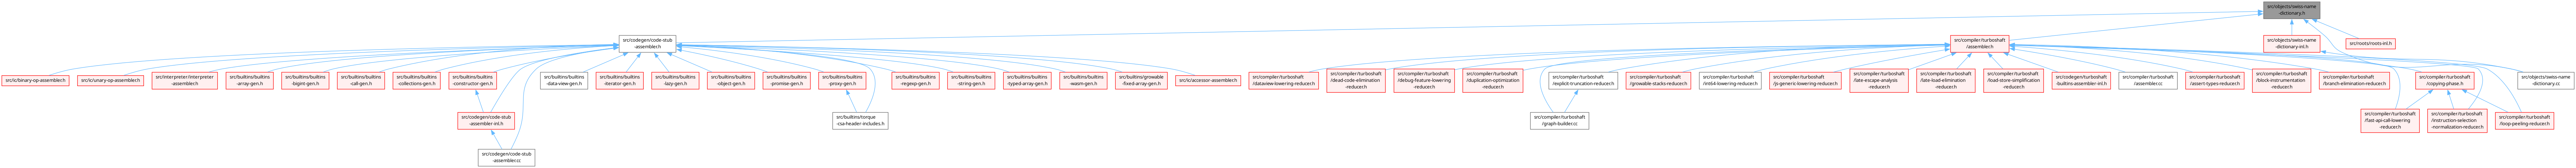 src/objects/swiss-name
-dictionary.h
src/codegen/code-stub
-assembler.h
src/compiler/turboshaft
/assembler.h
src/objects/swiss-name
-dictionary-inl.h
src/roots/roots-inl.h
src/ic/binary-op-assembler.h
src/ic/unary-op-assembler.h
src/interpreter/interpreter
-assembler.h
src/builtins/builtins
-array-gen.h
src/builtins/builtins
-bigint-gen.h
src/builtins/builtins
-call-gen.h
src/builtins/builtins
-collections-gen.h
src/builtins/builtins
-constructor-gen.h
src/builtins/builtins
-data-view-gen.h
src/builtins/builtins
-iterator-gen.h
src/builtins/builtins
-lazy-gen.h
src/builtins/builtins
-object-gen.h
src/builtins/builtins
-promise-gen.h
src/builtins/builtins
-proxy-gen.h
src/builtins/builtins
-regexp-gen.h
src/builtins/builtins
-string-gen.h
src/builtins/builtins
-typed-array-gen.h
src/builtins/builtins
-wasm-gen.h
src/builtins/growable
-fixed-array-gen.h
src/ic/accessor-assembler.h
src/compiler/turboshaft
/dataview-lowering-reducer.h
src/compiler/turboshaft
/dead-code-elimination
-reducer.h
src/compiler/turboshaft
/debug-feature-lowering
-reducer.h
src/compiler/turboshaft
/duplication-optimization
-reducer.h
src/compiler/turboshaft
/explicit-truncation-reducer.h
src/compiler/turboshaft
/growable-stacks-reducer.h
src/compiler/turboshaft
/int64-lowering-reducer.h
src/compiler/turboshaft
/js-generic-lowering-reducer.h
src/compiler/turboshaft
/late-escape-analysis
-reducer.h
src/compiler/turboshaft
/late-load-elimination
-reducer.h
src/compiler/turboshaft
/load-store-simplification
-reducer.h
src/codegen/turboshaft
-builtins-assembler-inl.h
src/compiler/turboshaft
/assembler.cc
src/compiler/turboshaft
/assert-types-reducer.h
src/compiler/turboshaft
/block-instrumentation
-reducer.h
src/compiler/turboshaft
/branch-elimination-reducer.h
src/compiler/turboshaft
/copying-phase.h
src/objects/swiss-name
-dictionary.cc
src/codegen/code-stub
-assembler-inl.h
src/builtins/torque
-csa-header-includes.h
src/compiler/turboshaft
/graph-builder.cc
src/compiler/turboshaft
/fast-api-call-lowering
-reducer.h
src/compiler/turboshaft
/instruction-selection
-normalization-reducer.h
src/compiler/turboshaft
/loop-peeling-reducer.h
src/codegen/code-stub
-assembler.cc